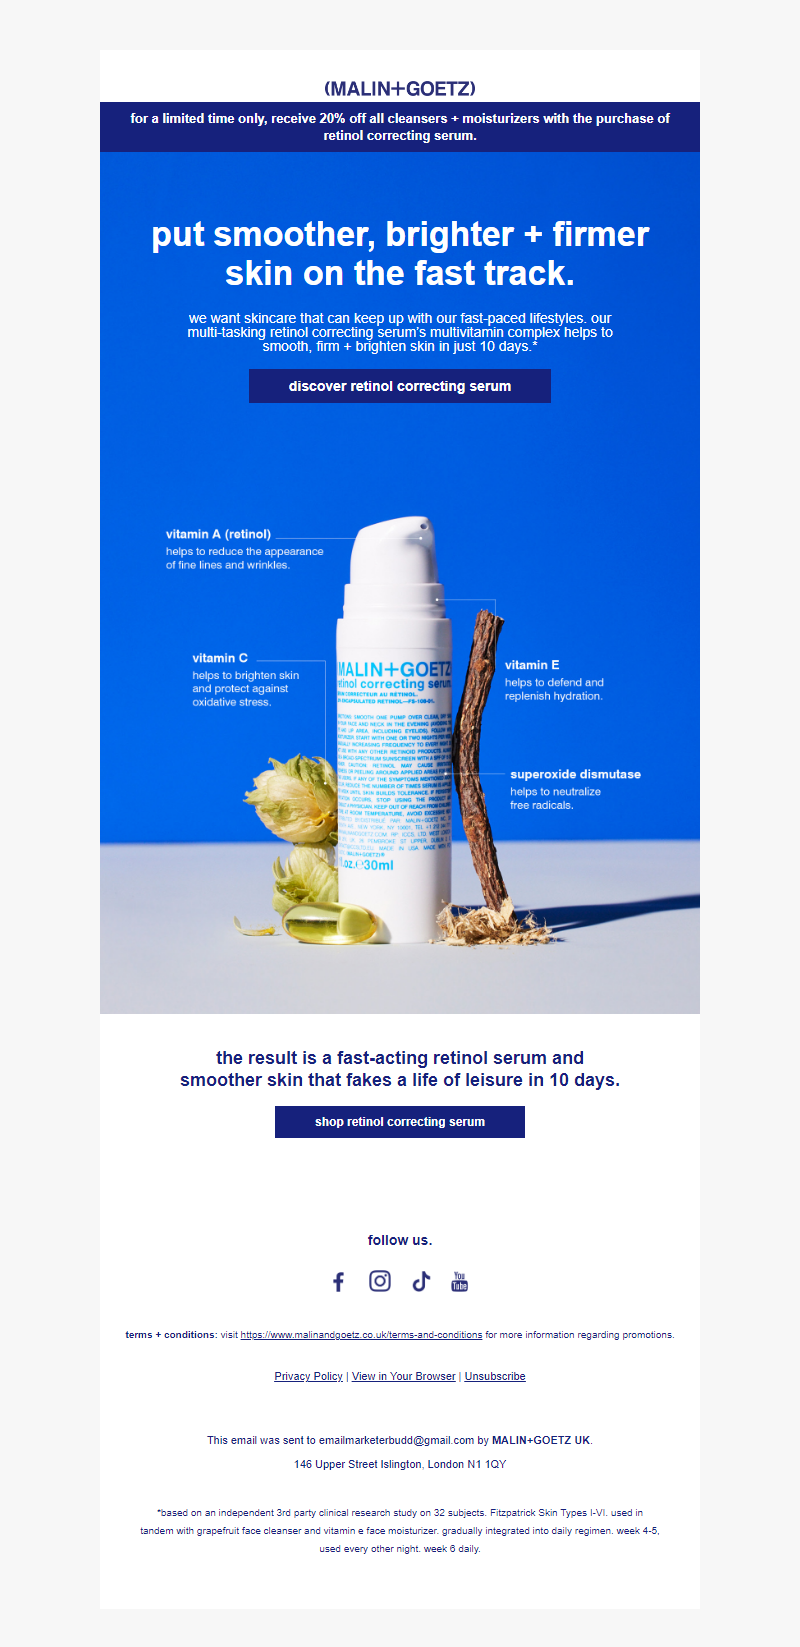 (MALIN+GOETZ)
for a limited time only, receive 20% off all cleansers + moisturizers with the purchase of
retinol correcting serum.
put smoother, brighter + firmer
skin on the fast track.
we want skincare that can keep up with our fast-paced lifestyles. our
multi-tasking retinol correcting serum's multivitamin complex helps to
smooth, firm + brighten skin in just 10 days.*
discover retinol correcting serum
vitamin A (retinol)
helps to reduce the appearance
of fine lines and wrinkles.
vitamin C
helps to brighten skin
and protect against
oxidative stress.
vitamin E
helps to defend and
replenish hydration.
superoxide dismutase
helps to neutralize
free radicals.
MALIN+GOETZ
retinol correcting serum
CORRECTEUR AU RETINOL.
ENCAPSULATED RETINOL
30ml
the result is a fast-acting retinol serum and
smoother skin that fakes a life of leisure in 10 days.
shop retinol correcting serum
follow us.
You
Tube
terms + conditions: visit https://www.malinandgoetz.co.uk/terms-and-conditions for more information regarding promotions.
Privacy Policy | View in Your Browser | Unsubscribe
This email was sent to emailmarketerbudd@gmail.com by MALIN+GOETZ UK.
146 Upper Street Islington, London N1 1QY
*based on an independent 3rd party clinical research study on 32 subjects. Fitzpatrick Skin Types I-VI. used in
tandem with grapefruit face cleanser and vitamin e face moisturizer. gradually integrated into daily regimen. week 4-5,
used every other night. week 6 daily.